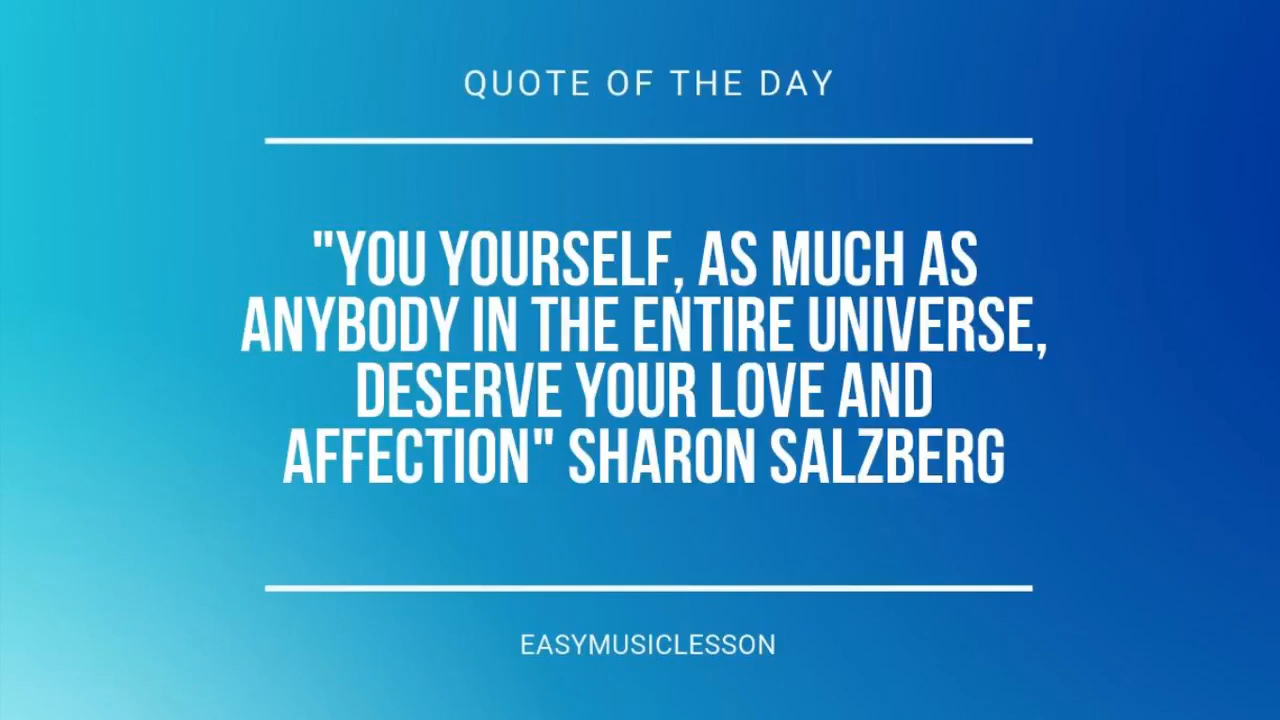 QUOTE OF THE DAY
"YOU YOURSELF, AS MUCH AS
ANYBODY IN THE ENTIRE UNIVERSE,
DESERVE YOUR LOVE AND
AFFECTION" SHARON SALZBERG
EASYMUSICLESSON